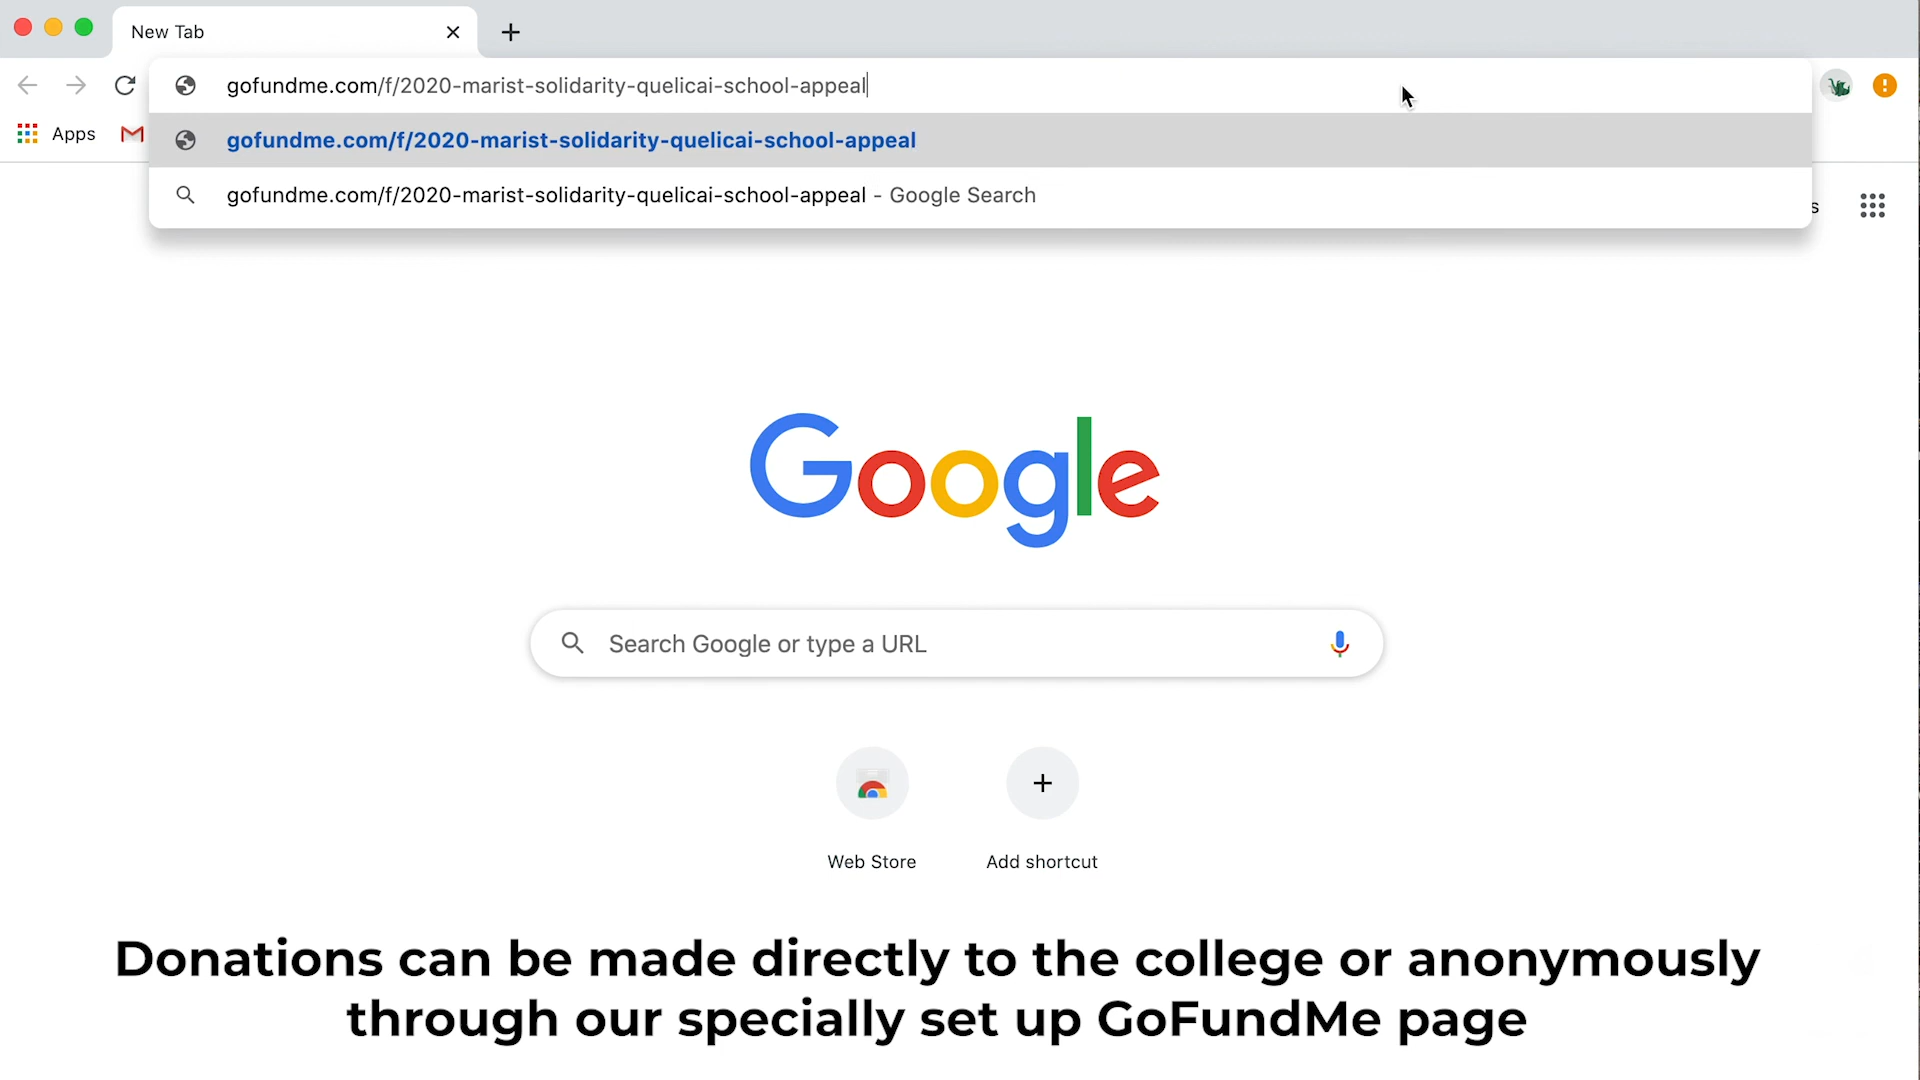 New Tab
gofundme.com/f/2020-marist-solidarity-quelicai-school-appeal
Apps
gofundme.com/f/2020-marist-solidarity-quelicai-school-appeal
gofundme.com/f/2020-marist-solidarity-quelicai-school-appeal - Google Search
s
Google
Search Google or type a URL
Web Store
Add shortcut
Donations can be made directly to the college or anonymously
through our specially set up GoFundMe page